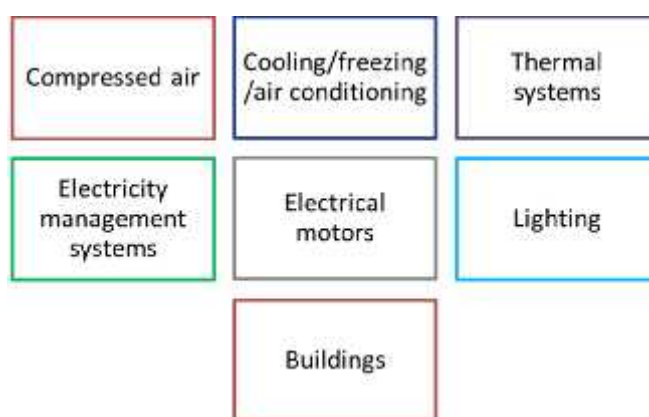 Compressed air
Cooling/freezing
/air conditioning
Thermal
systems
Electricity
management
systems
Electrical
motors
Lighting
Buildings